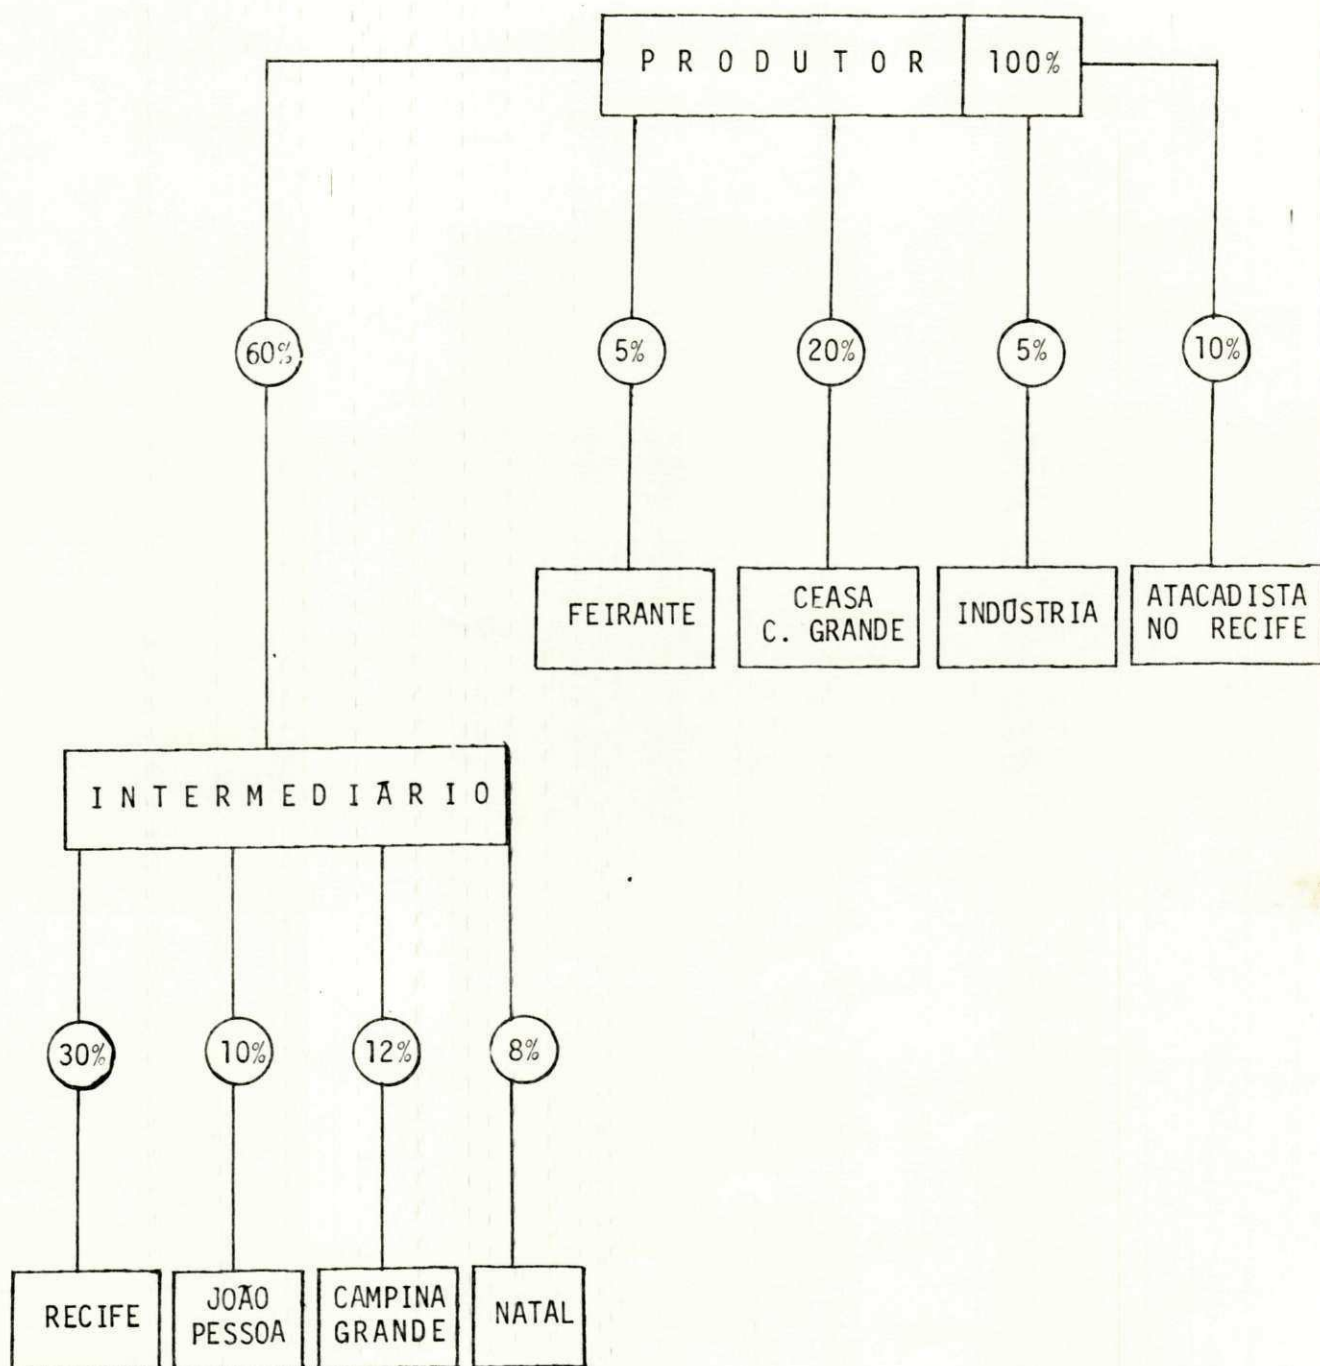 PRODUTOR 100%
60% 5% 20% 5% 10%
FEIRANTE
CEASA
C. GRANDE
INDÚSTRIA
ATACADISTA
NO RECIFE
INTERMEDIÁRIO
30% 10% 12% 8%
RECIFE
JOÃO
PESSOA
CAMPINA
GRANDE
NATAL